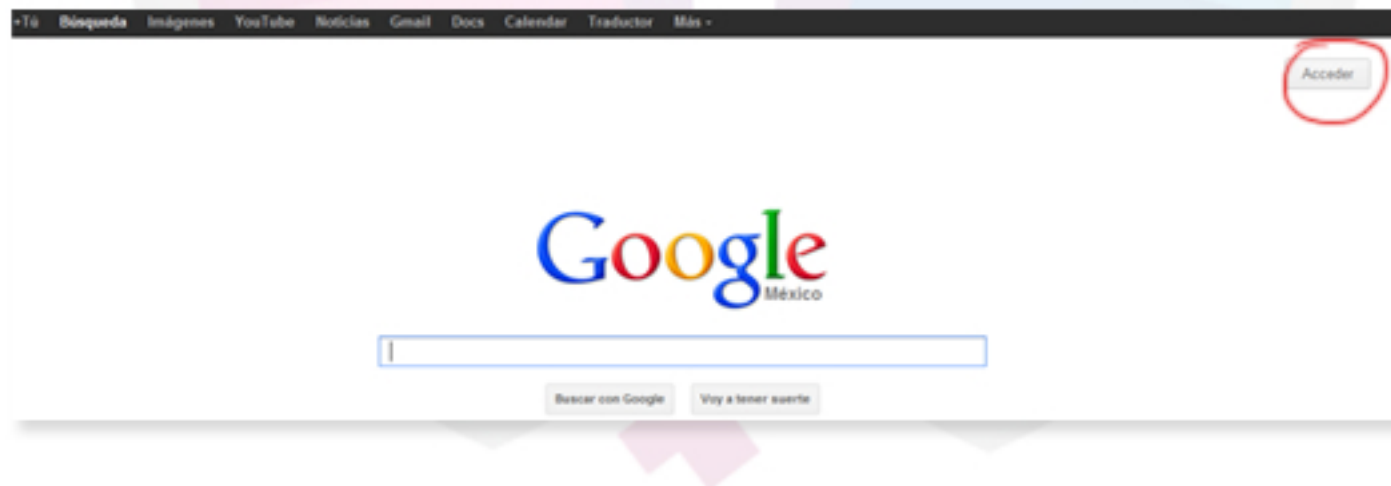 +Tú Búsqueda Imágenes YouTube Noticias Gmail Docs Calendar Traductor Más
Acceder
Google
México
Buscar con Google Voy a tener suerte